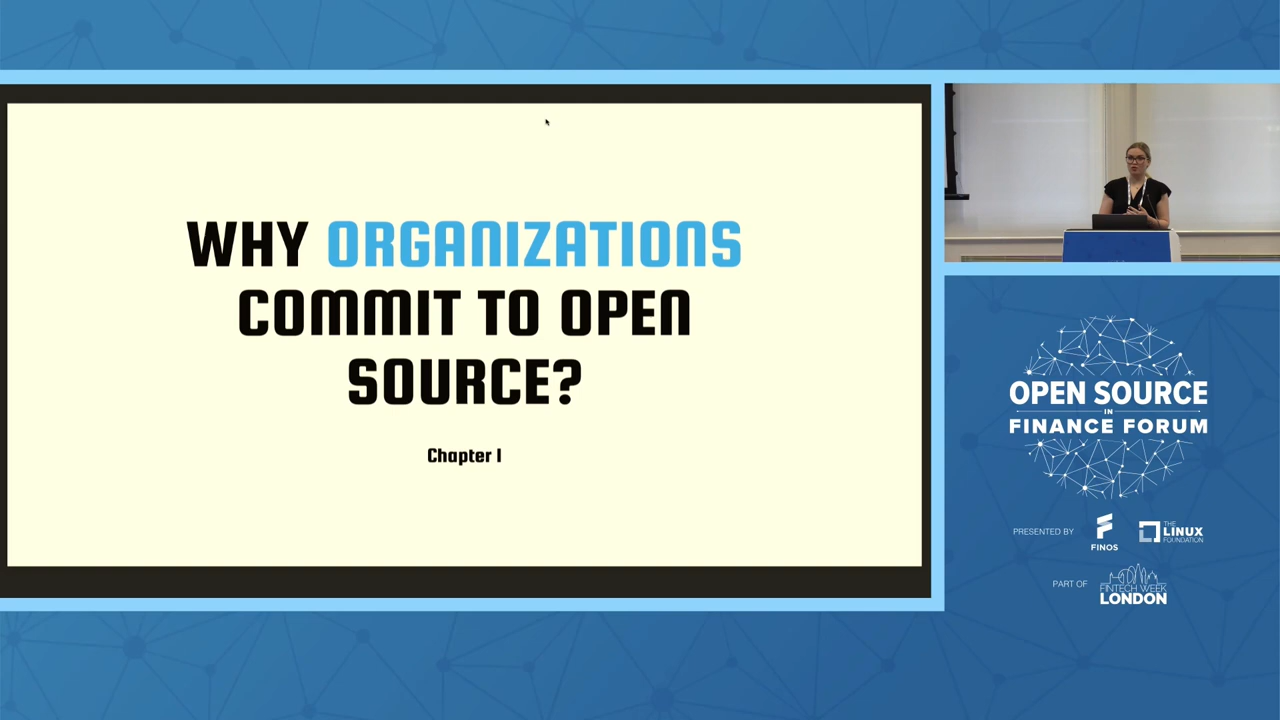 WHY ORGANIZATIONS
COMMIT TO OPEN
SOURCE?
Chapter I
OPEN SOURCE
IN
FINANCE FORUM
PRESENTED BY
FINOS
THE
LINUX
FOUNDATION
PART OF
FINTECH WEEK
LONDON